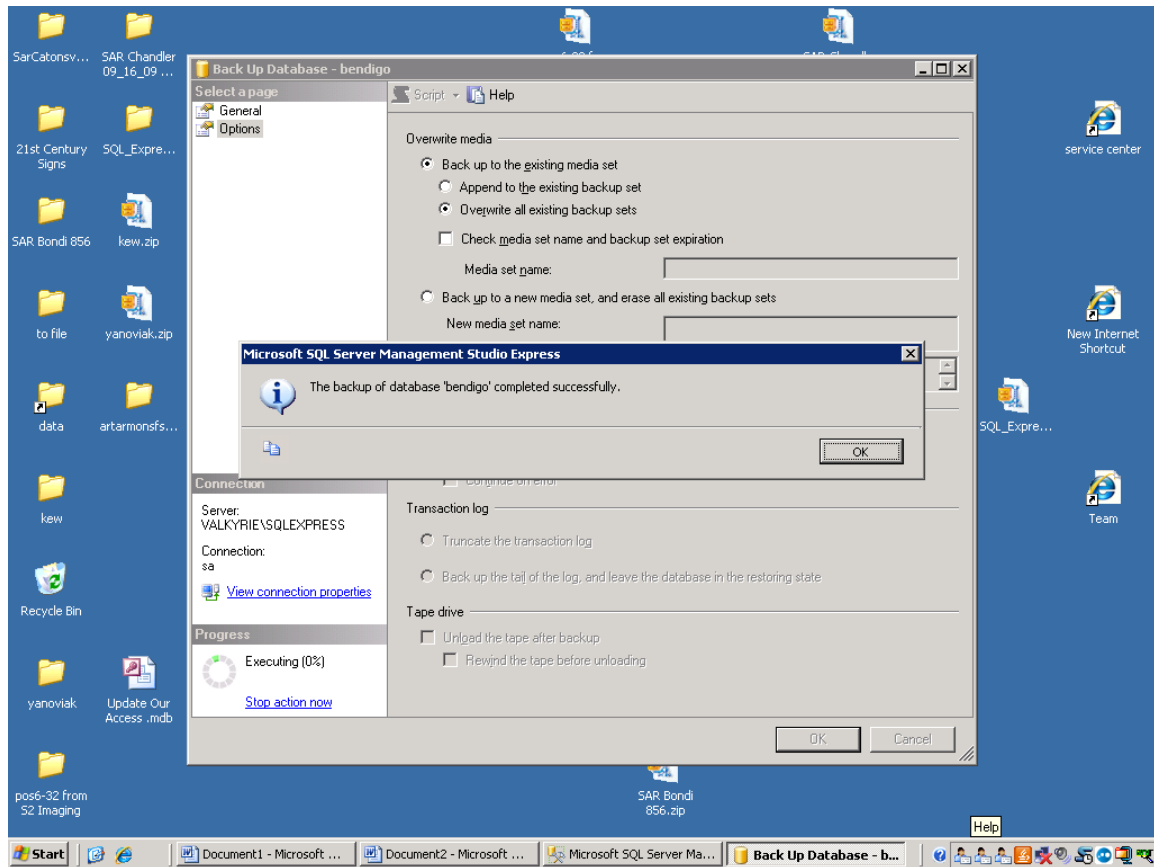 SarCatonsv...
SAR Chandler
09_16_09 ...
21st Century
Signs
SQL_Expre...
SAR Bondi 856
kew.zip
to file
yanoviak.zip
data
artarmonsfs...
kew
Recycle Bin
yanoviak
Update Our
Access .mdb
pos6-32 from
S2 Imaging
Back Up Database - bendigo
Select a page
General
Options
Script
Help
Overwrite media
Back up to the existing media set
Append to the existing backup set
Overwrite all existing backup sets
Check media set name and backup set expiration
Media set name:
Back up to a new media set, and erase all existing backup sets
New media set name:
Microsoft SQL Server Management Studio Express
The backup of database 'bendigo' completed successfully.
OK
Continue on error
Connection
Server:
VALKYRIE\SQLEXPRESS
Connection:
sa
View connection properties
Progress
Executing (0%)
Stop action now
Transaction log
Truncate the transaction log
Back up the tail of the log, and leave the database in the restoring state
Tape drive
Unload the tape after backup
Rewind the tape before unloading
OK
Cancel
service center
New Internet
Shortcut
SQL_Expre...
Team
SAR Bondi
856.zip
Help
Start
Document1 - Microsoft ...
Document2 - Microsoft ...
Microsoft SQL Server Ma...
Back Up Database - b...